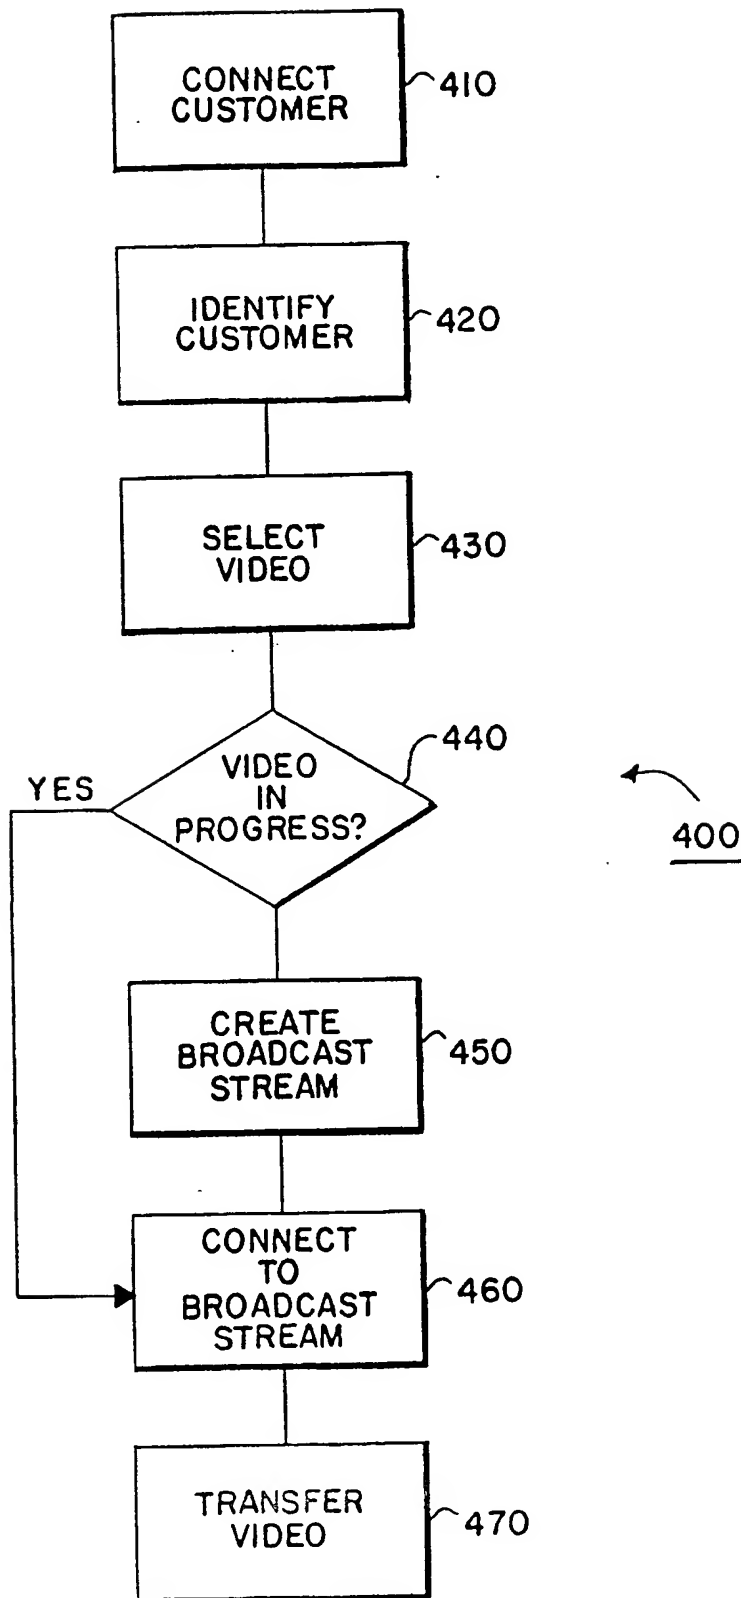 CONNECT
CUSTOMER
410
IDENTIFY
CUSTOMER
420
SELECT
VIDEO
430
440
VIDEO
IN
PROGRESS?
YES
400
CREATE
BROADCAST
STREAM
450
CONNECT
TO
BROADCAST
STREAM
460
TRANSFER
VIDEO
470